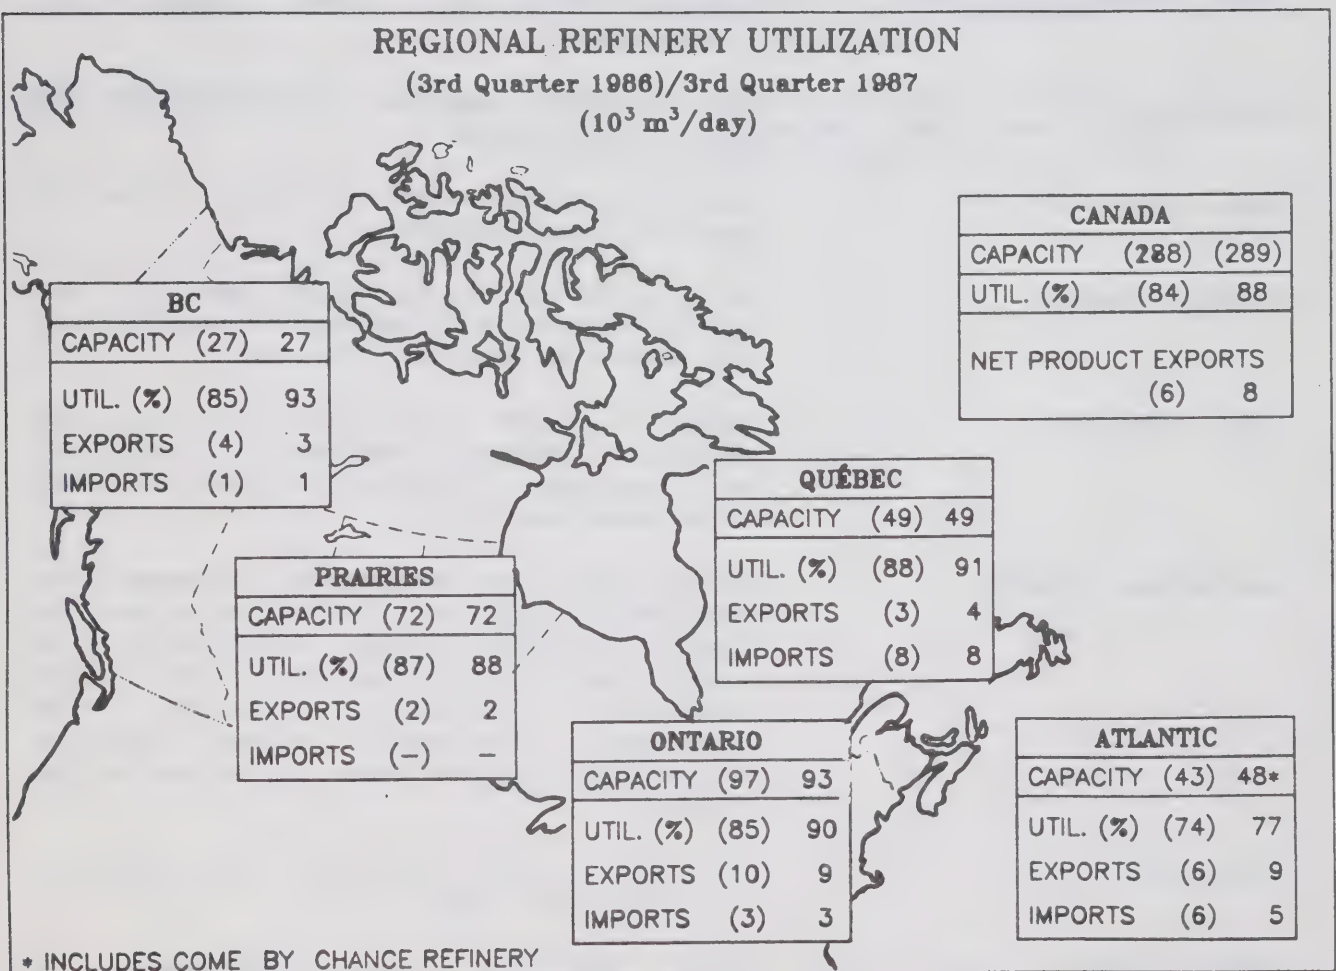 REGIONAL REFINERY UTILIZATION
(3rd Quarter 1986)/3rd Quarter 1987
(10³ m³/day)
CANADA
CAPACITY (288) (289)
UTIL. (%) (84) 88
NET PRODUCT EXPORTS
(6) 8
BC
CAPACITY (27) 27
UTIL. (%) (85) 93
EXPORTS (4) 3
IMPORTS (1) 1
QUÉBEC
CAPACITY (49) 49
UTIL. (%) (88) 91
EXPORTS (3) 4
IMPORTS (8) 8
PRAIRIES
CAPACITY (72) 72
UTIL. (%) (87) 88
EXPORTS (2) 2
IMPORTS (–) –
ONTARIO
CAPACITY (97) 93
UTIL. (%) (85) 90
EXPORTS (10) 9
IMPORTS (3) 3
ATLANTIC
CAPACITY (43) 48*
UTIL. (%) (74) 77
EXPORTS (6) 9
IMPORTS (6) 5
* INCLUDES COME BY CHANCE REFINERY